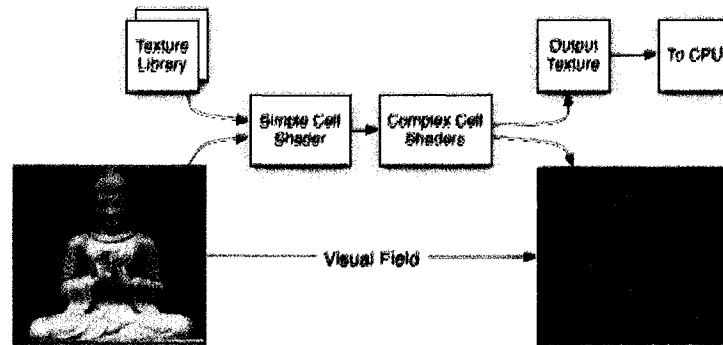 Texture
Library
Simple Cell
Shader
Complex Cell
Shaders
Output
Texture
To CPU
Visual Field